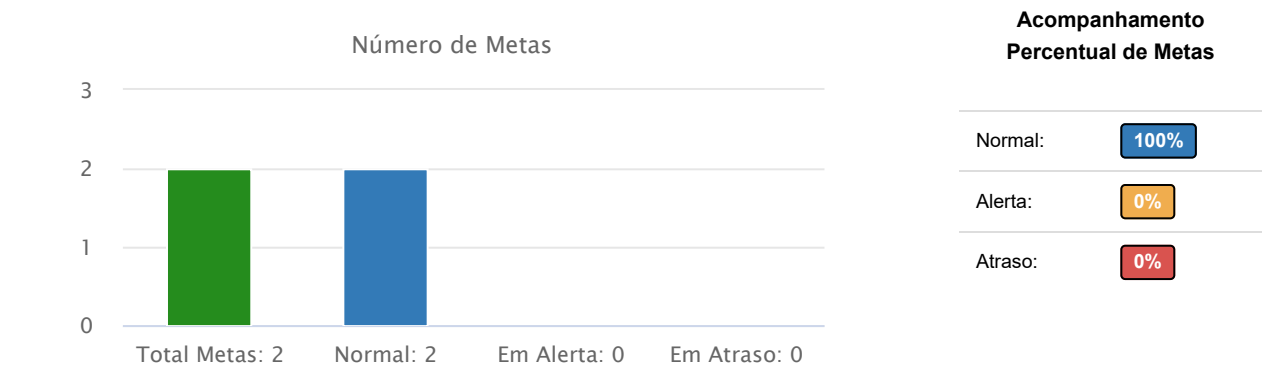 Número de Metas
3
2
1
0
Total Metas: 2
Normal: 2
Em Alerta: 0
Em Atraso: 0
Acompanhamento
Percentual de Metas
Normal: 100%
Alerta: 0%
Atraso: 0%